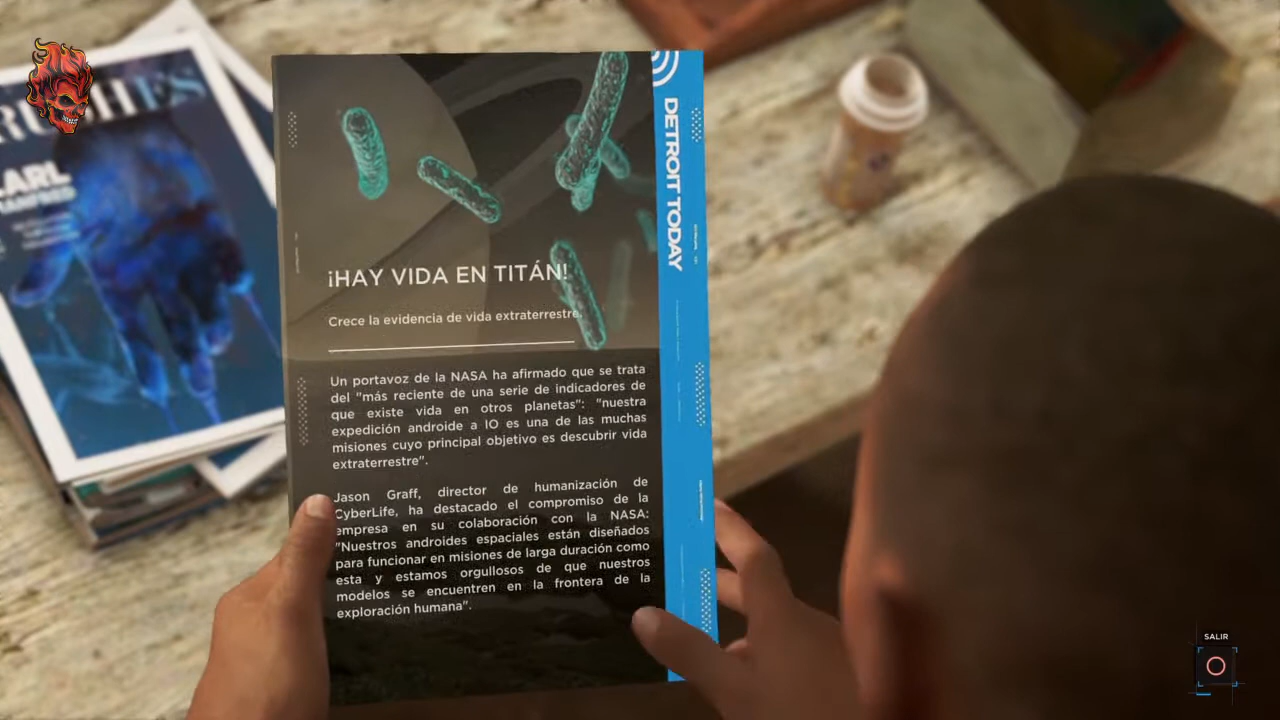 DETROIT TODAY
¡HAY VIDA EN TITÁN!
Crece la evidencia de vida extraterrestre.
Un portavoz de la NASA ha afirmado que se trata
del "más reciente de una serie de indicadores de
que existe vida en otros planetas": "nuestra
expedición androide a IO es una de las muchas
misiones cuyo principal objetivo es descubrir vida
extraterrestre".
Jason Graff, director de humanización de
CyberLife, ha destacado el compromiso de la
empresa en su colaboración con la NASA:
"Nuestros androides espaciales están diseñados
para funcionar en misiones de larga duración como
esta y estamos orgullosos de que nuestros
modelos se encuentren en la frontera de la
exploración humana".
SALIR